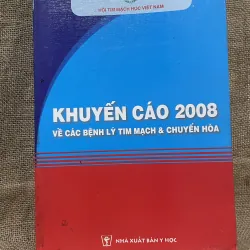 HỘI TIM MẠCH HỌC VIỆT NAM
KHUYẾN CÁO 2008
VỀ CÁC BỆNH LÝ TIM MẠCH & CHUYỂN HÓA
NHÀ XUẤT BẢN Y HỌC